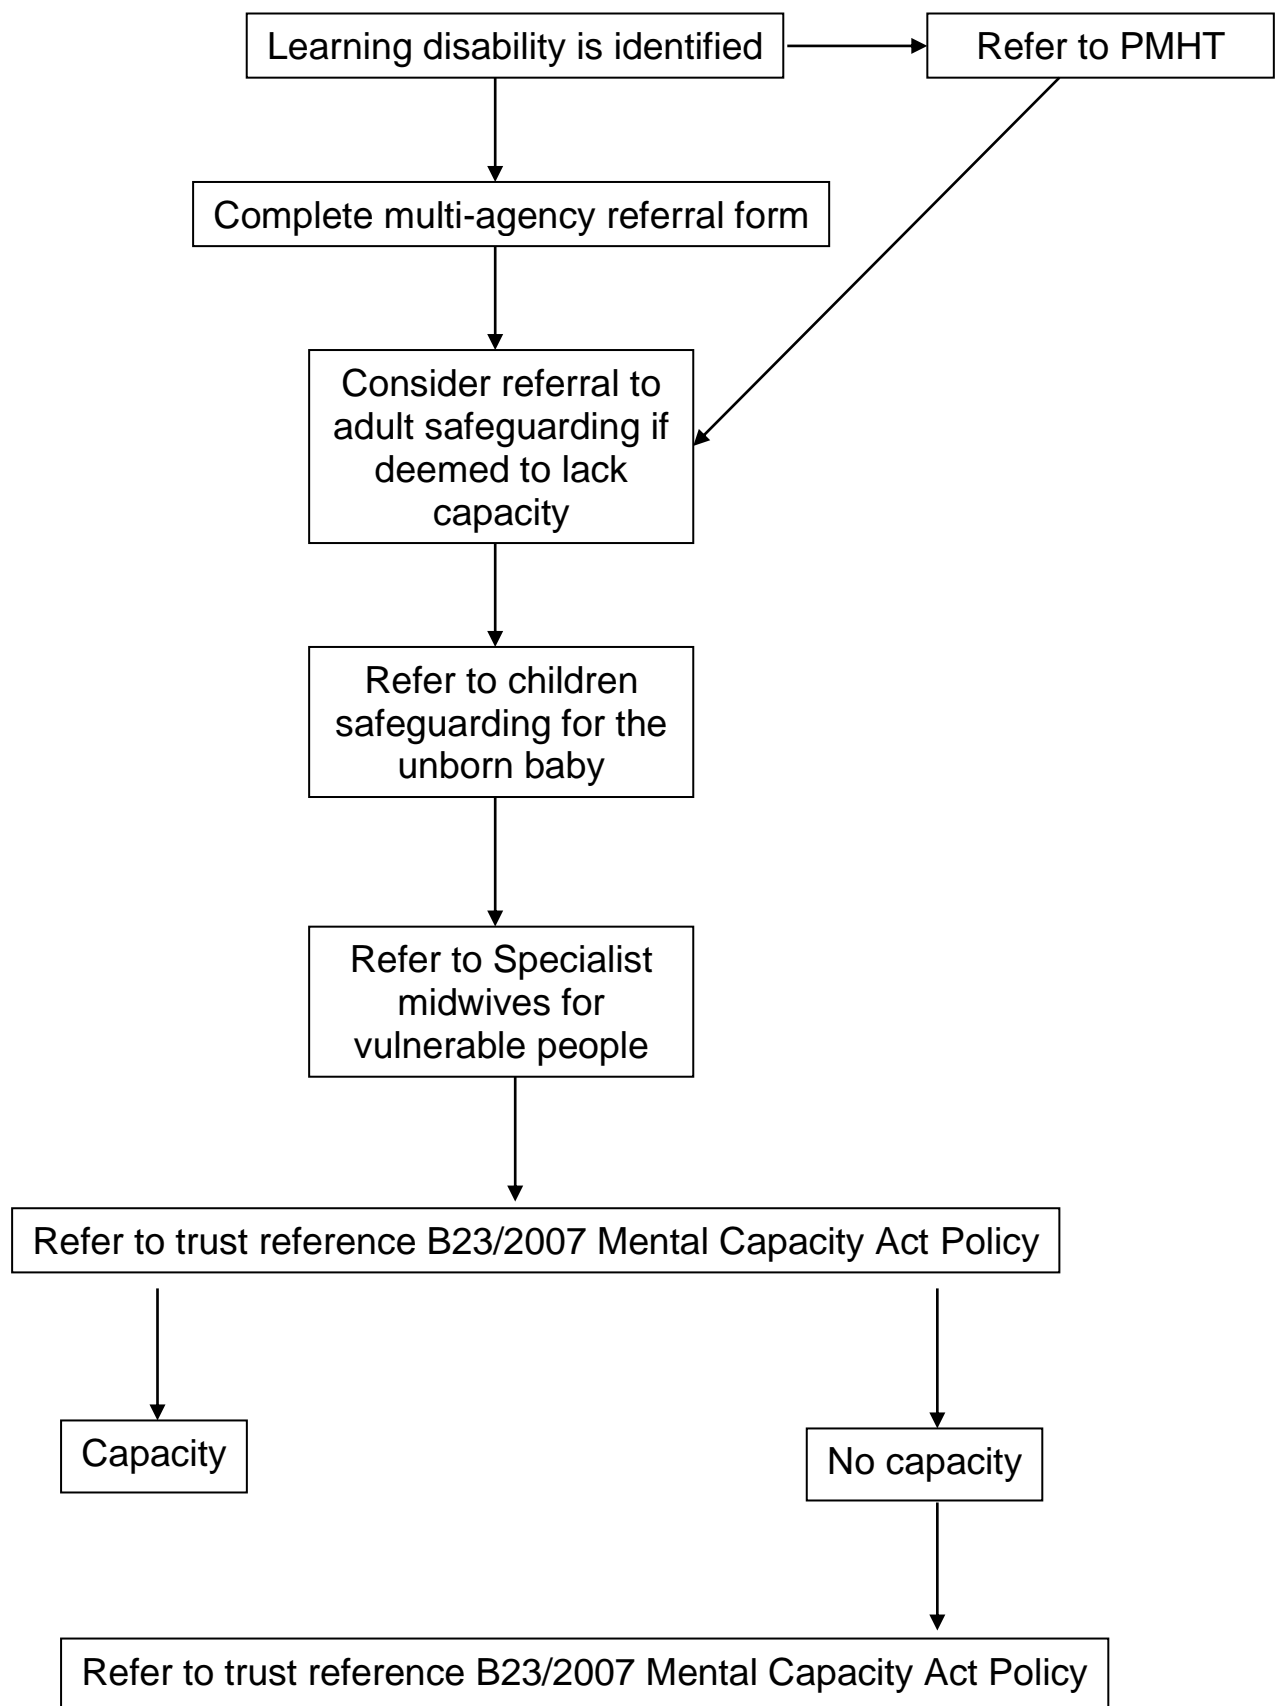 Learning disability is identified
Refer to PMHT
Complete multi-agency referral form
Consider referral to
adult safeguarding if
deemed to lack
capacity
Refer to children
safeguarding for the
unborn baby
Refer to Specialist
midwives for
vulnerable people
Refer to trust reference B23/2007 Mental Capacity Act Policy
Capacity
No capacity
Refer to trust reference B23/2007 Mental Capacity Act Policy